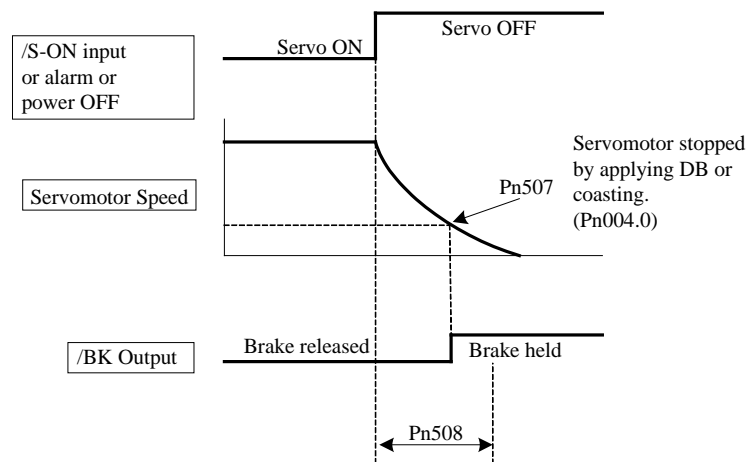 Servo OFF
Servo ON
/S-ON input
or alarm or
power OFF
Servomotor stopped
by applying DB or
coasting.
(Pn004.0)
Pn507
Servomotor Speed
Brake released
Brake held
/BK Output
Pn508